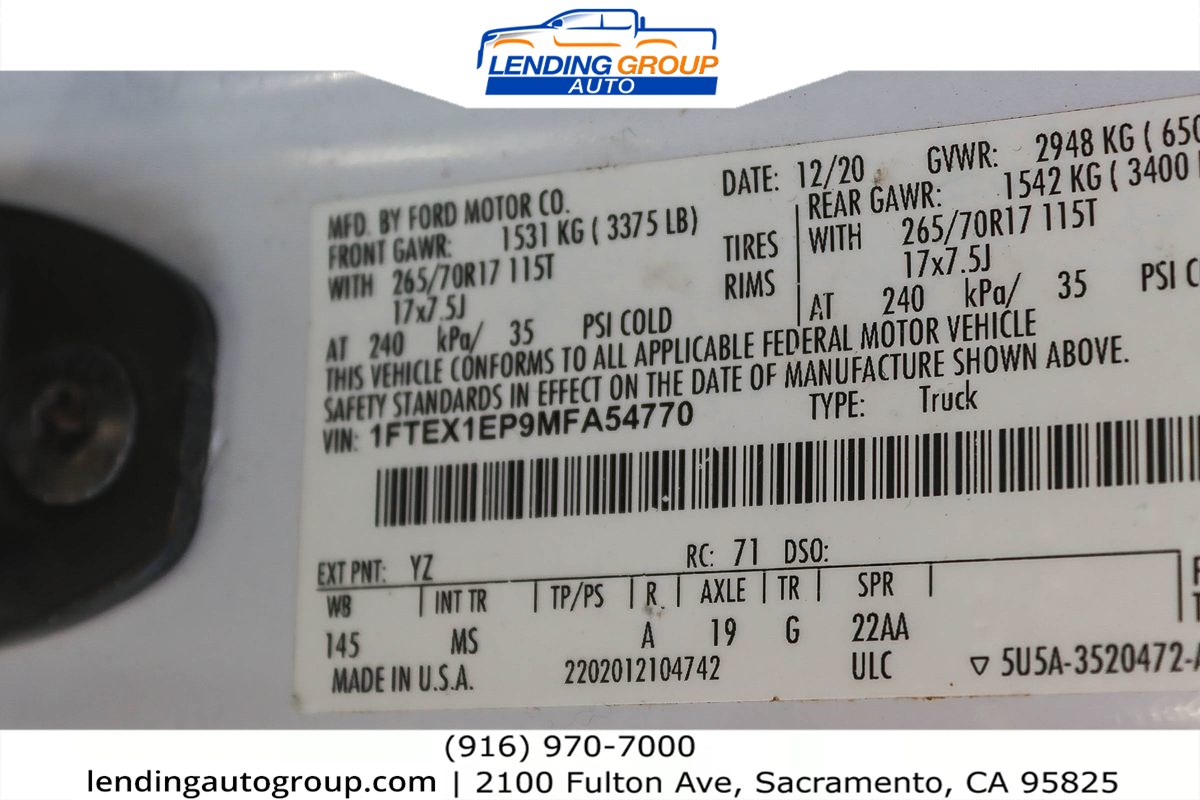 LENDING GROUP
AUTO
MFD. BY FORD MOTOR CO.
DATE: 12/20
GVWR: 2948 KG (
FRONT GAWR: 1531 KG ( 3375 LB)
REAR GAWR: 1542 KG ( 3400
WITH 265/70R17 115T
TIRES
WITH 265/70R17 115T
17x7.5J
RIMS
17x7.5J
AT 240 kPa/ 35 PSI COLD
AT 240 kPa/ 35 PSI
THIS VEHICLE CONFORMS TO ALL APPLICABLE FEDERAL MOTOR VEHICLE
SAFETY STANDARDS IN EFFECT ON THE DATE OF MANUFACTURE SHOWN ABOVE.
VIN: 1FTEX1EP9MFA54770
TYPE: Truck
EXT PNT: YZ
RC: 71 DSO:
WB | INT TR | TP/PS | R | AXLE | TR | SPR |
145 MS A 19 G 22AA
MADE IN U.S.A. 2202012104742 ULC
5U5A-3520472-
(916) 970-7000
lendingautogroup.com | 2100 Fulton Ave, Sacramento, CA 95825